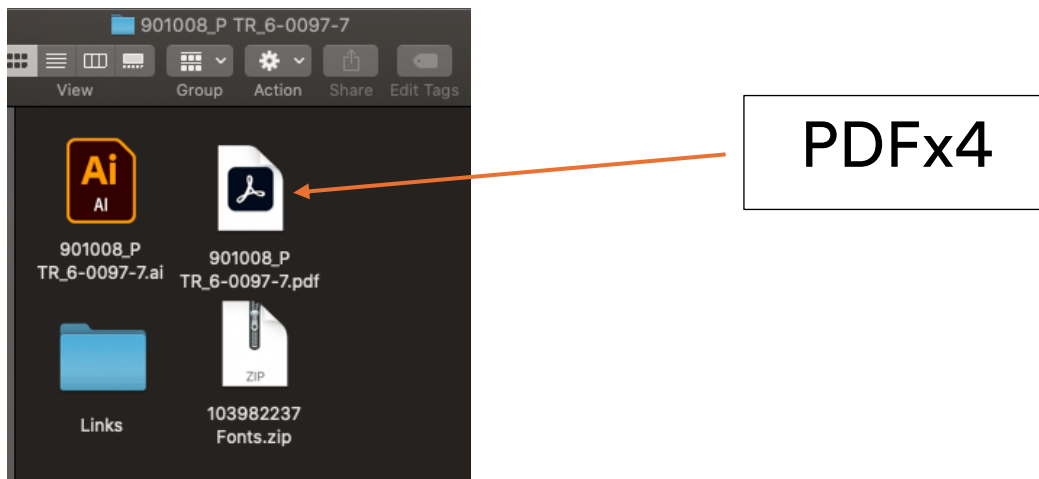 901008_P TR_6-0097-7
View
Group
Action
Share
Edit Tags
Ai
AI
901008_P
TR_6-0097-7.ai
901008_P
TR_6-0097-7.pdf
Links
ZIP
103982237
Fonts.zip
PDFx4